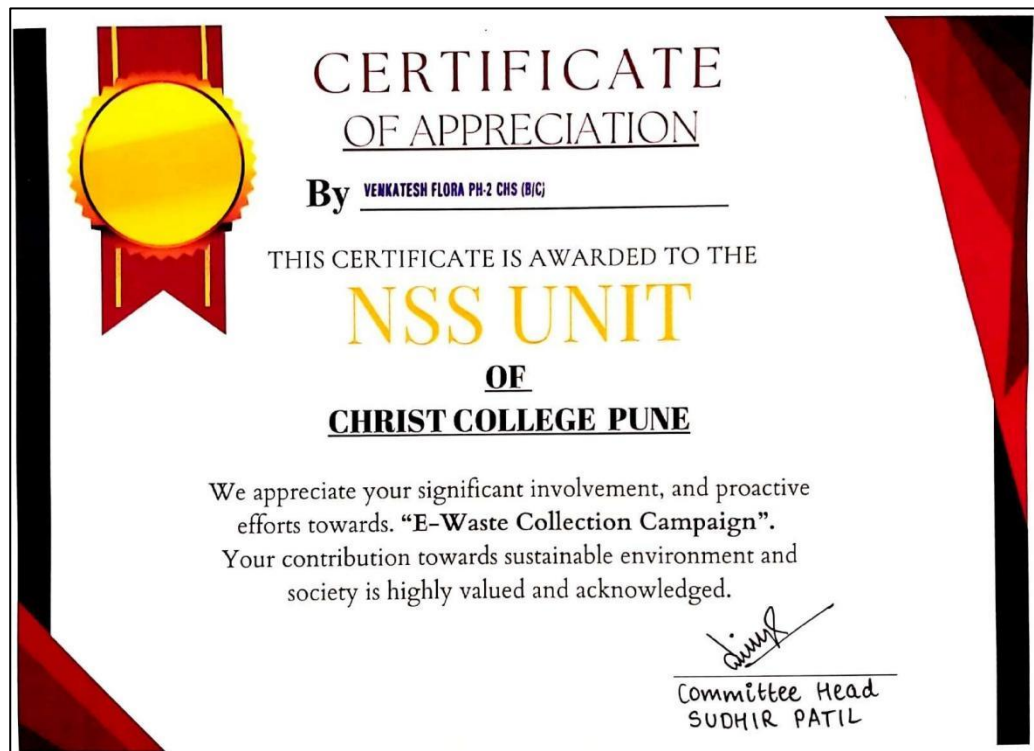 CERTIFICATE
OF APPRECIATION
By VENKATESH FLORA PH-2 CHS (B/C)
THIS CERTIFICATE IS AWARDED TO THE
NSS UNIT
OF
CHRIST COLLEGE PUNE
We appreciate your significant involvement, and proactive
efforts towards. “E-Waste Collection Campaign”.
Your contribution towards sustainable environment and
society is highly valued and acknowledged.
Committee Head
SUDHIR PATIL